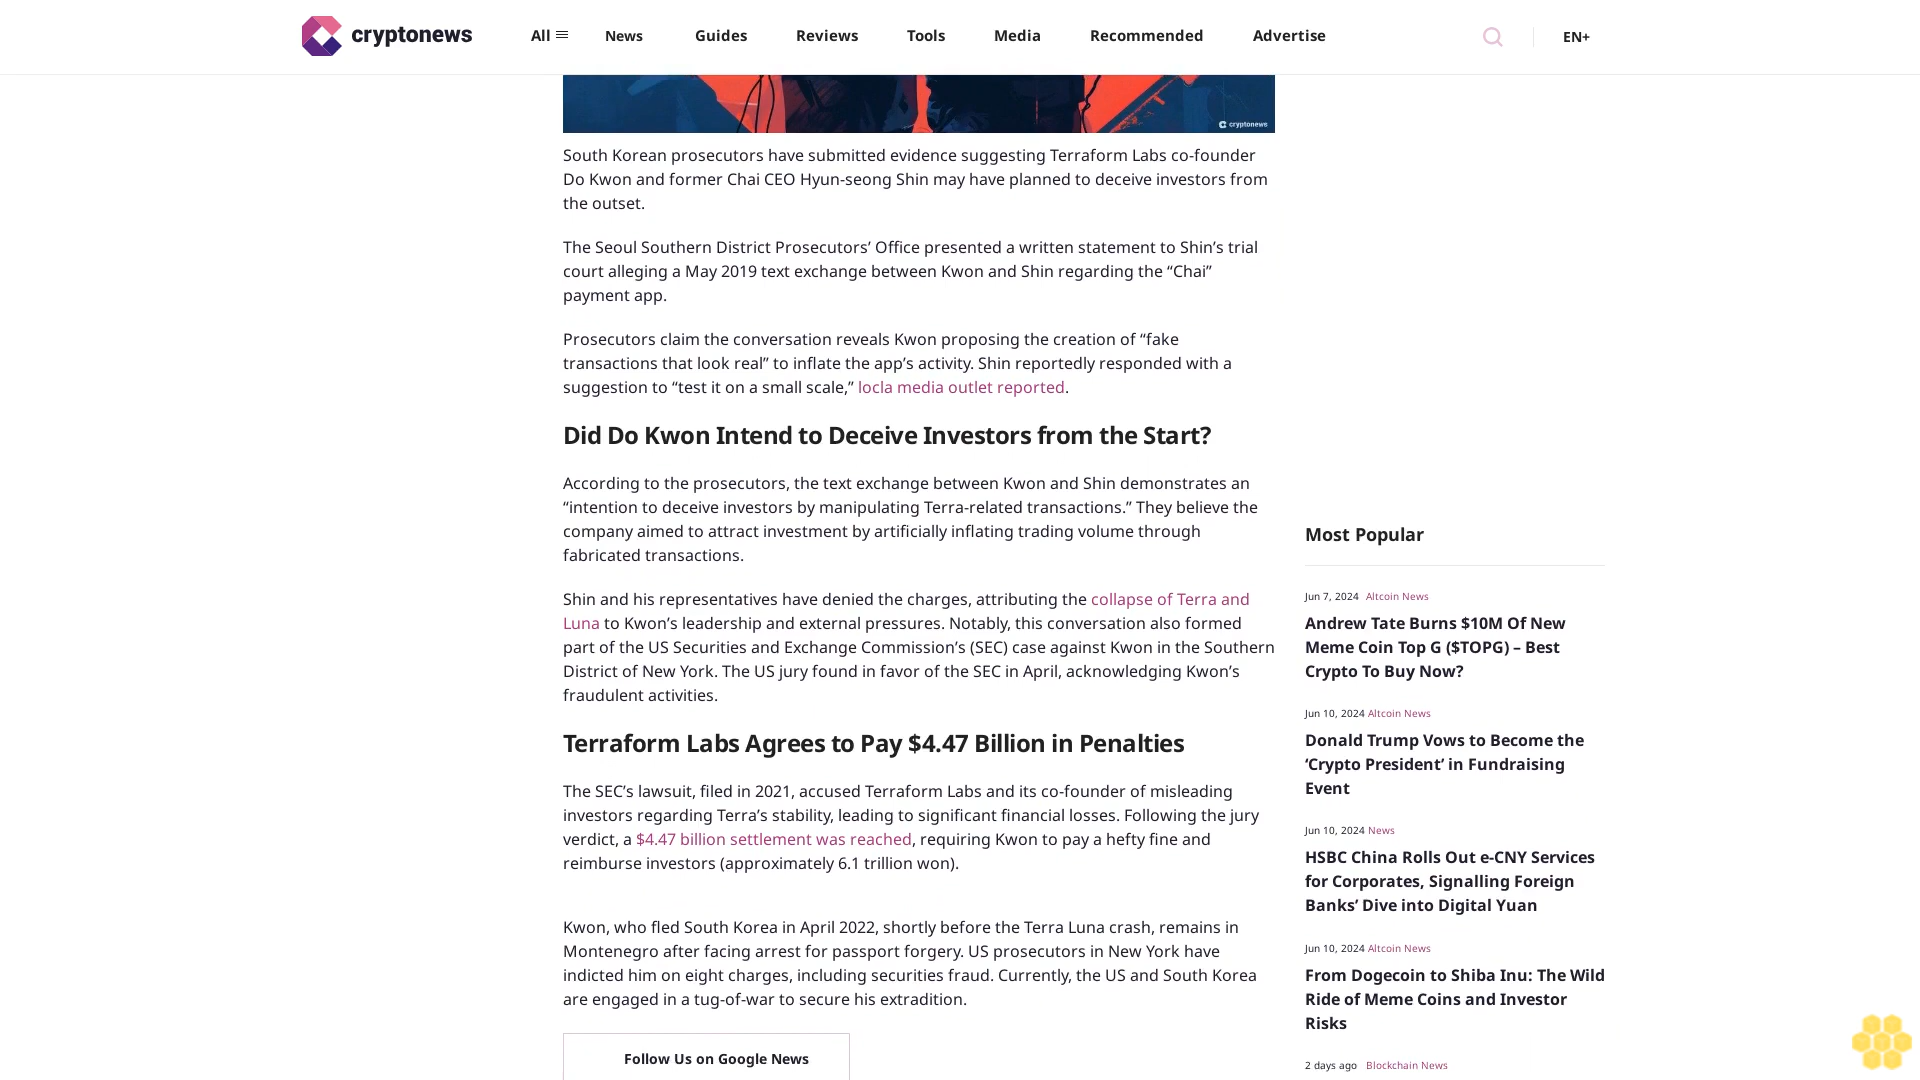 cryptonews
All
News
Guides
Reviews
Tools
Media
Recommended
Advertise
EN+
cryptonews
South Korean prosecutors have submitted evidence suggesting Terraform Labs co-founder
Do Kwon and former Chai CEO Hyun-seong Shin may have planned to deceive investors from
the outset.
The Seoul Southern District Prosecutors’ Office presented a written statement to Shin’s trial
court alleging a May 2019 text exchange between Kwon and Shin regarding the “Chai”
payment app.
Prosecutors claim the conversation reveals Kwon proposing the creation of “fake
transactions that look real” to inflate the app’s activity. Shin reportedly responded with a
suggestion to “test it on a small scale,” locla media outlet reported.
Did Do Kwon Intend to Deceive Investors from the Start?
According to the prosecutors, the text exchange between Kwon and Shin demonstrates an
“intention to deceive investors by manipulating Terra-related transactions.” They believe the
company aimed to attract investment by artificially inflating trading volume through
fabricated transactions.
Shin and his representatives have denied the charges, attributing the collapse of Terra and
Luna to Kwon’s leadership and external pressures. Notably, this conversation also formed
part of the US Securities and Exchange Commission’s (SEC) case against Kwon in the Southern
District of New York. The US jury found in favor of the SEC in April, acknowledging Kwon’s
fraudulent activities.
Terraform Labs Agrees to Pay $4.47 Billion in Penalties
The SEC’s lawsuit, filed in 2021, accused Terraform Labs and its co-founder of misleading
investors regarding Terra’s stability, leading to significant financial losses. Following the jury
verdict, a $4.47 billion settlement was reached, requiring Kwon to pay a hefty fine and
reimburse investors (approximately 6.1 trillion won).
Kwon, who fled South Korea in April 2022, shortly before the Terra Luna crash, remains in
Montenegro after facing arrest for passport forgery. US prosecutors in New York have
indicted him on eight charges, including securities fraud. Currently, the US and South Korea
are engaged in a tug-of-war to secure his extradition.
Follow Us on Google News
Most Popular
Jun 7, 2024 Altcoin News
Andrew Tate Burns $10M Of New
Meme Coin Top G ($TOPG) – Best
Crypto To Buy Now?
Jun 10, 2024 Altcoin News
Donald Trump Vows to Become the
‘Crypto President’ in Fundraising
Event
Jun 10, 2024 News
HSBC China Rolls Out e-CNY Services
for Corporates, Signalling Foreign
Banks’ Dive into Digital Yuan
Jun 10, 2024 Altcoin News
From Dogecoin to Shiba Inu: The Wild
Ride of Meme Coins and Investor
Risks
2 days ago Blockchain News